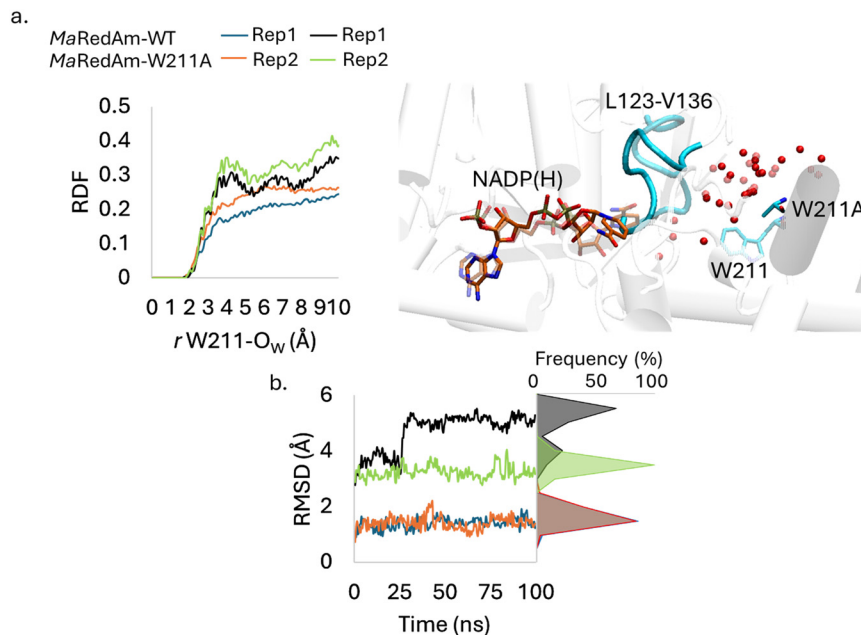 a.
MaRedAm-WT Rep1 Rep1
MaRedAm-W211A Rep2 Rep2
0.5
0.4
0.3
0.2
0.1
0
RDF
0 1 2 3 4 5 6 7 8 9 10
r W211-OW (Å)
L123-V136
NADP(H)
W211A
W211
b.
Frequency (%)
0 50 100
6
4
2
0
RMSD (Å)
0 25 50 75 100
Time (ns)